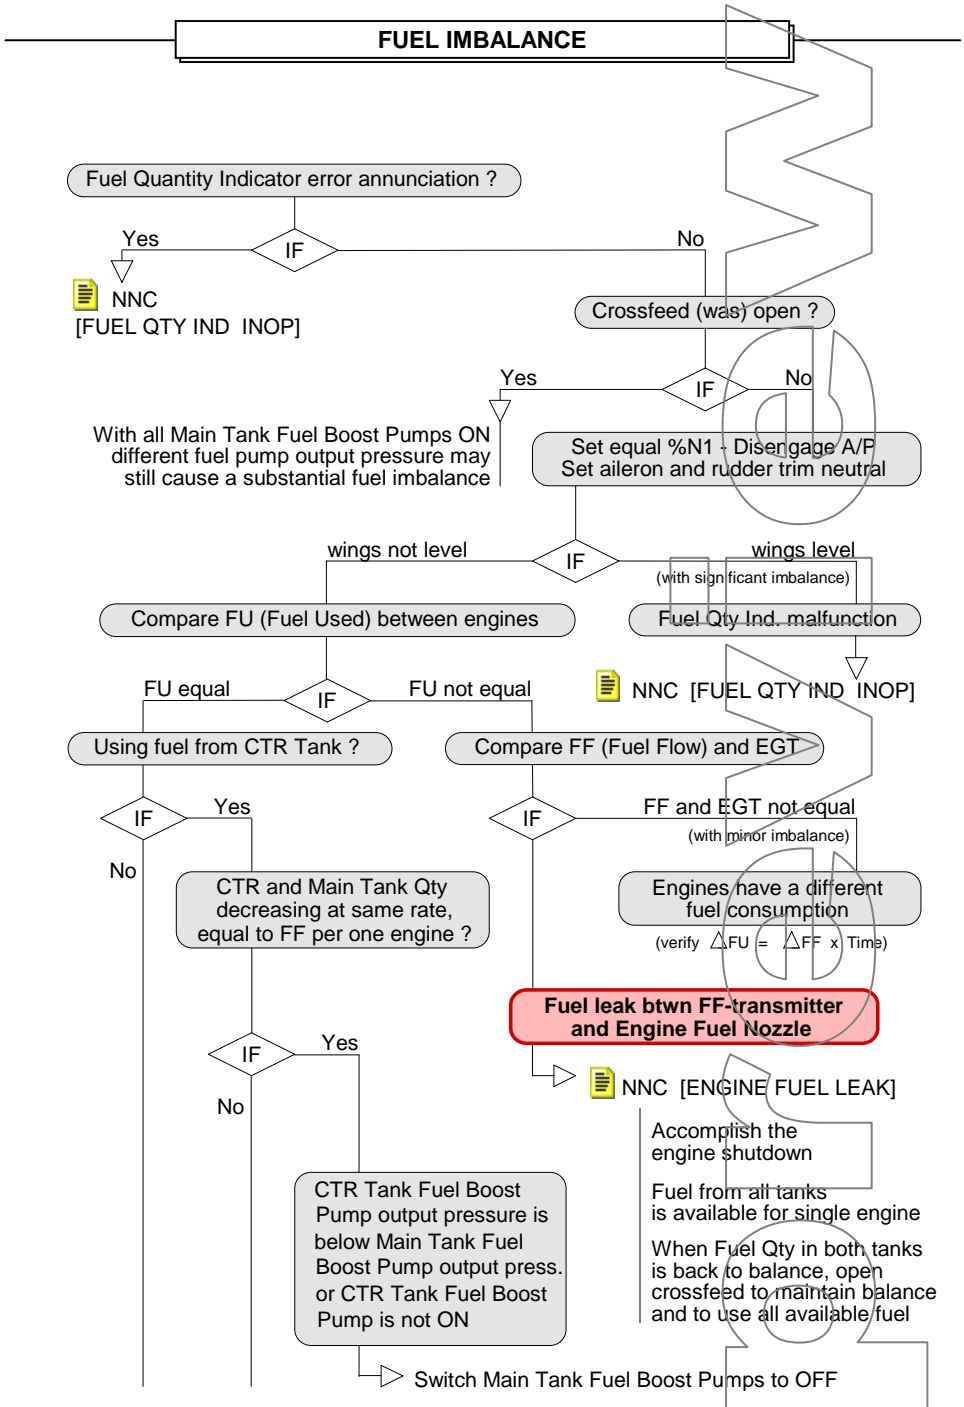 FUEL IMBALANCE
Fuel Quantity Indicator error annunciation ?
Yes
IF
No
NNC
[FUEL QTY IND INOP]
Crossfeed (was) open ?
Yes
IF
No
With all Main Tank Fuel Boost Pumps ON
different fuel pump output pressure may
still cause a substantial fuel imbalance
Set equal %N1 - Disengage A/P
Set aileron and rudder trim neutral
wings not level
IF
wings level
(with significant imbalance)
Compare FU (Fuel Used) between engines
Fuel Qty Ind. malfunction
NNC [FUEL QTY IND INOP]
FU equal
IF
FU not equal
Using fuel from CTR Tank ?
Compare FF (Fuel Flow) and EGT
IF
Yes
No
IF
FF and EGT not equal
(with minor imbalance)
CTR and Main Tank Qty
decreasing at same rate,
equal to FF per one engine ?
Engines have a different
fuel consumption
(verify △FU = △FF x Time)
Fuel leak btwn FF-transmitter
and Engine Fuel Nozzle
IF
Yes
No
NNC [ENGINE FUEL LEAK]
Accomplish the
engine shutdown
Fuel from all tanks
is available for single engine
When Fuel Qty in both tanks
is back to balance, open
crossfeed to maintain balance
and to use all available fuel
CTR Tank Fuel Boost
Pump output pressure is
below Main Tank Fuel
Boost Pump output press.
or CTR Tank Fuel Boost
Pump is not ON
Switch Main Tank Fuel Boost Pumps to OFF